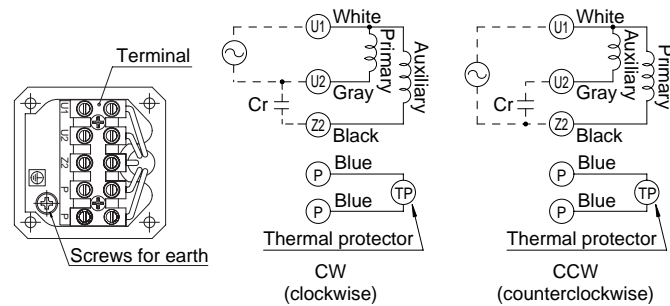 Terminal
U1
U2
Z2
P
P
Screws for earth
U1
White
Primary
Auxiliary
U2
Gray
Cr
Z2
Black
P
Blue
TP
P
Blue
Thermal protector
CW
(clockwise)
U1
White
Auxiliary
Primary
U2
Gray
Cr
Z2
Black
P
Blue
TP
P
Blue
Thermal protector
CCW
(counterclockwise)